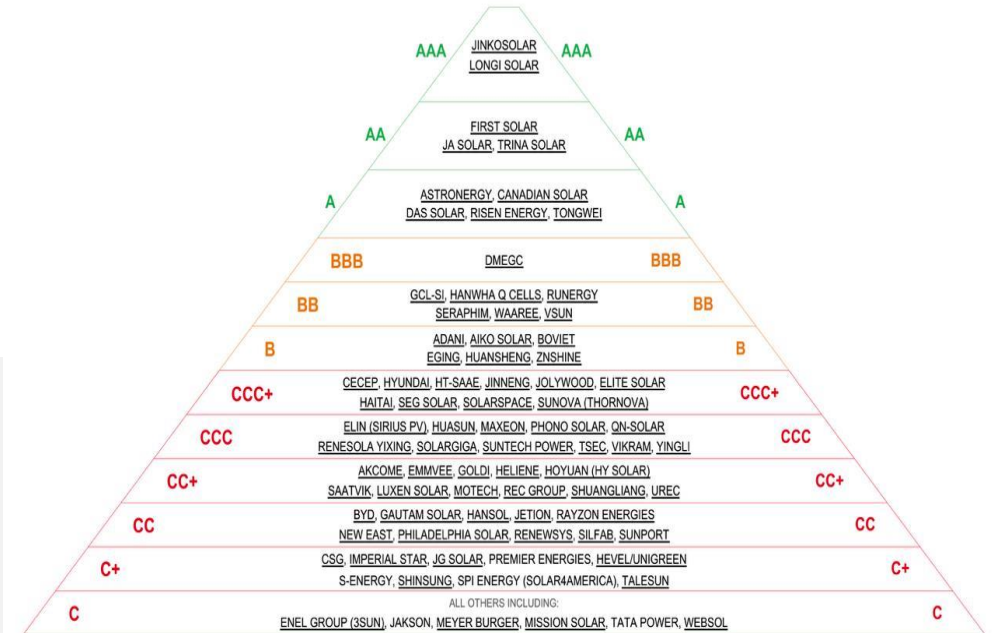 AAA JINKOSOLAR AAA
LONGI SOLAR
FIRST SOLAR
AA JA SOLAR, TRINA SOLAR AA
ASTRONERGY, CANADIAN SOLAR
A DAS SOLAR, RISEN ENERGY, TONGWEI A
BBB DMEGC BBB
GCL-SI, HANWHA Q CELLS, RUNERGY
BB SERAPHIM, WAAREE, VSUN BB
ADANI, AIKO SOLAR, BOVIET
B EGING, HUANSHENG, ZNSHINE B
CECEP, HYUNDAI, HT-SAAE, JINNENG, JOLYWOOD, ELITE SOLAR
CCC+ HAITAI, SEG SOLAR, SOLARSPACE, SUNOVA (THORNOVA) CCC+
ELIN (SIRIUS PV), HUASUN, MAXEON, PHONO SOLAR, QN-SOLAR
CCC RENESOLA YIXING, SOLARGIGA, SUNTECH POWER, TSEC, VIKRAM, YINGLI CCC
AKCOME, EMMVEE, GOLDI, HELIENE, HOYUAN (HY SOLAR)
CC+ SAATVIK, LUXEN SOLAR, MOTECH, REC GROUP, SHUANGLIANG, UREC CC+
BYD, GAUTAM SOLAR, HANSOL, JETION, RAYZON ENERGIES
CC NEW EAST, PHILADELPHIA SOLAR, RENEWSYS, SILFAB, SUNPORT CC
CSG, IMPERIAL STAR, JG SOLAR, PREMIER ENERGIES, HEVEL/UNIGREEN
C+ S-ENERGY, SHINSUNG, SPI ENERGY (SOLAR4AMERICA), TALESUN C+
ALL OTHERS INCLUDING:
C ENEL GROUP (3SUN), JAKSON, MEYER BURGER, MISSION SOLAR, TATA POWER, WEBSOL C